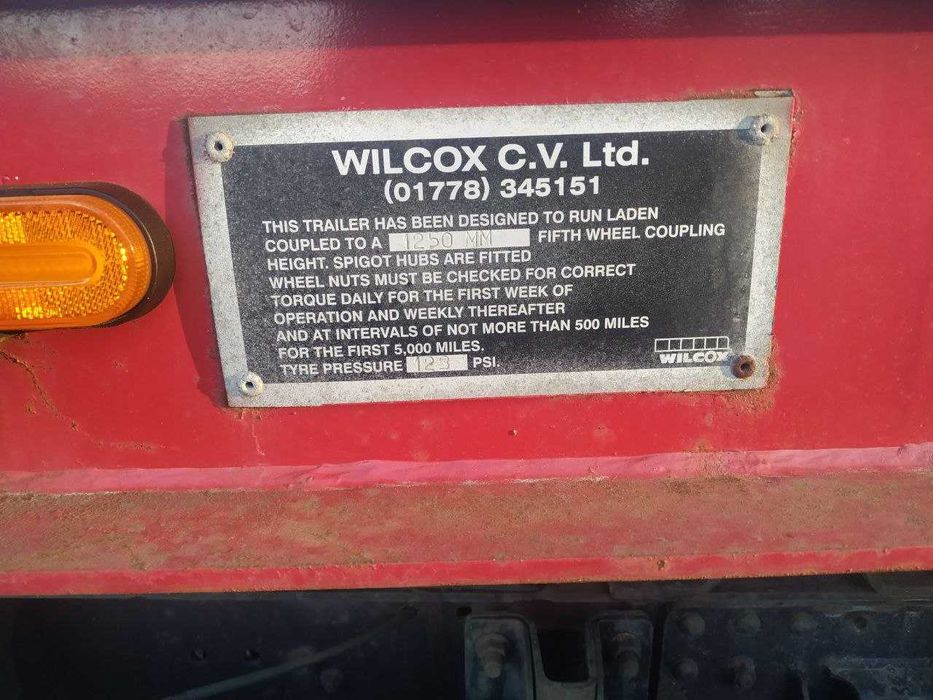 WILCOX C.V. Ltd.
(01778) 345151
THIS TRAILER HAS BEEN DESIGNED TO RUN LADEN
COUPLED TO A 1250 MM FIFTH WHEEL COUPLING
HEIGHT. SPIGOT HUBS ARE FITTED
WHEEL NUTS MUST BE CHECKED FOR CORRECT
TORQUE DAILY FOR THE FIRST WEEK OF
OPERATION AND WEEKLY THEREAFTER
AND AT INTERVALS OF NOT MORE THAN 500 MILES
FOR THE FIRST 5,000 MILES.
TYRE PRESSURE PSI.
WILCOX